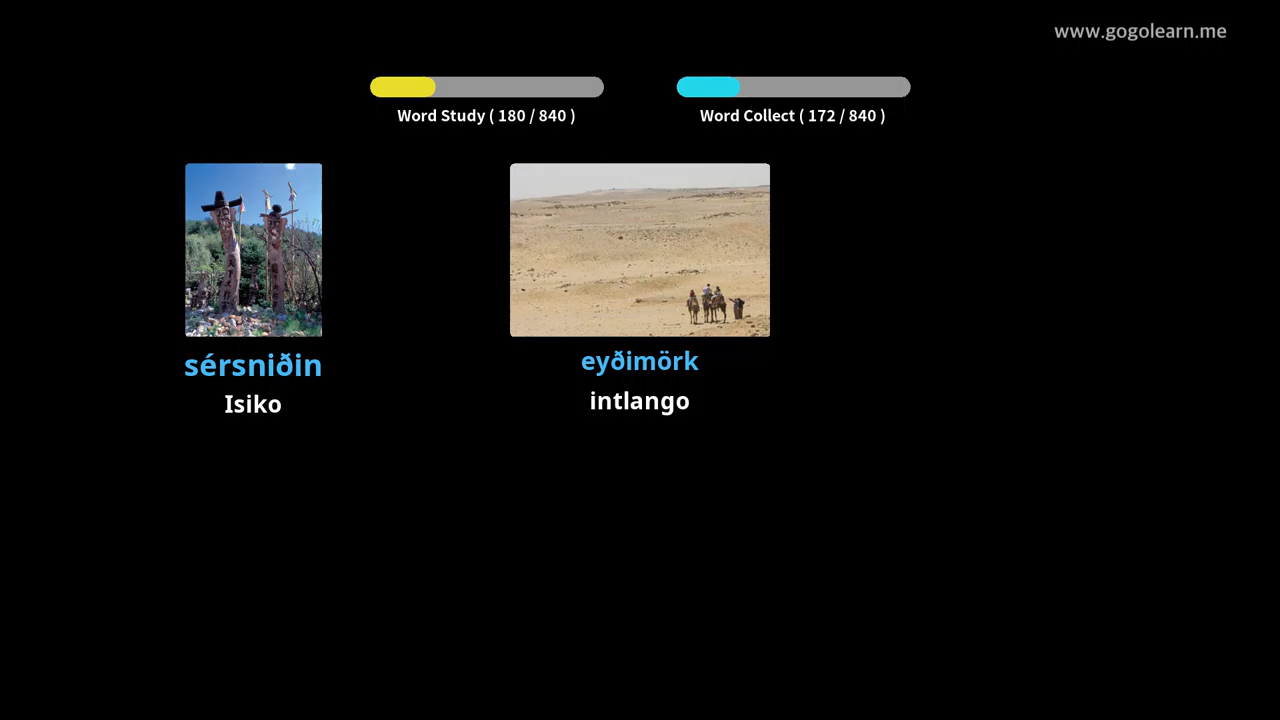 www.gogolearn.me
Word Study ( 180 / 840 )
Word Collect ( 172 / 840 )
sérsniðin
Isiko
eyðimörk
intlango